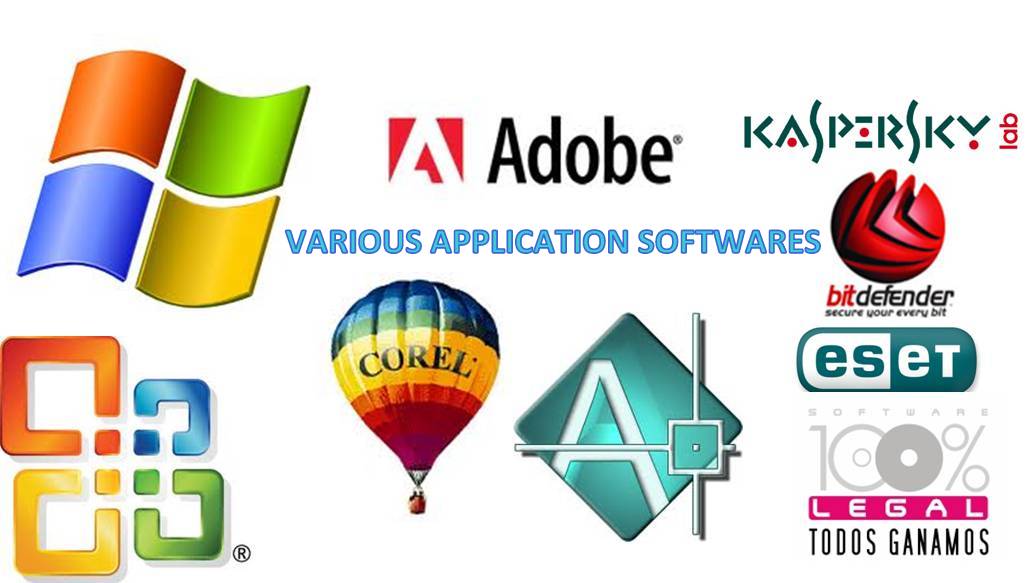 Adobe®
KASPERSKY lab
VARIOUS APPLICATION SOFTWARES
bitdefender
secure your every bit
COREL
eseT
SOFTWARE
100%
LEGAL
TODOS GANAMOS
®